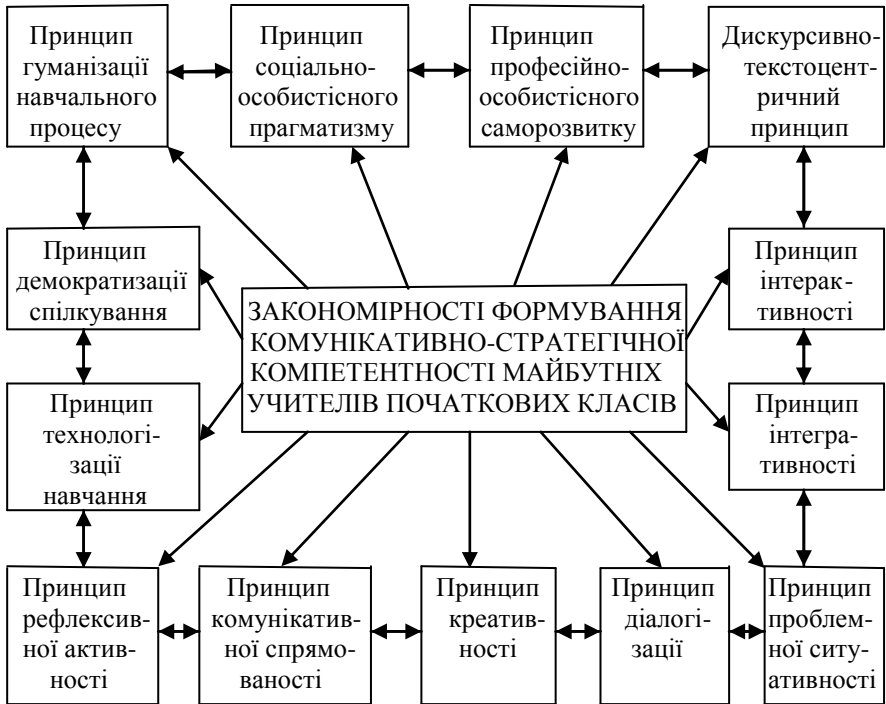 Принцип
гуманізації
навчального
процесу
Принцип
соціально-
особистісного
прагматизму
Принцип
професійно-
особистісного
саморозвитку
Дискурсивно-
текстоцент-
ричний
принцип
Принцип
демократизації
спілкування
ЗАКОНОМІРНОСТІ ФОРМУВАННЯ
КОМУНІКАТИВНО-СТРАТЕГІЧНОЇ
КОМПЕТЕНТНОСТІ МАЙБУТНІХ
УЧИТЕЛІВ ПОЧАТКОВИХ КЛАСІВ
Принцип
інтерак-
тивності
Принцип
технологі-
зації
навчання
Принцип
інтегра-
тивності
Принцип
рефлексив-
ної актив-
ності
Принцип
комунікатив-
ної спрямо-
ваності
Принцип
креатив-
ності
Принцип
діалогі-
зації
Принцип
проблем-
ної ситу-
ативності